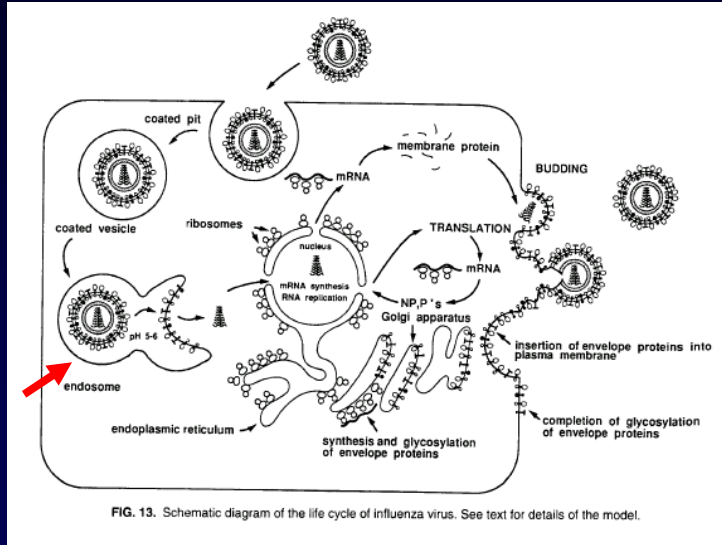 coated pit
membrane protein
mRNA
BUDDING
coated vesicle
ribosomes
nucleus
TRANSLATION
mRNA synthesis
RNA replication
mRNA
NP,P's
Golgi apparatus
pH 5-6
insertion of envelope proteins into
plasma membrane
endosome
endoplasmic reticulum
synthesis and glycosylation
of envelope proteins
completion of glycosylation
of envelope proteins
FIG. 13. Schematic diagram of the life cycle of influenza virus. See text for details of the model.